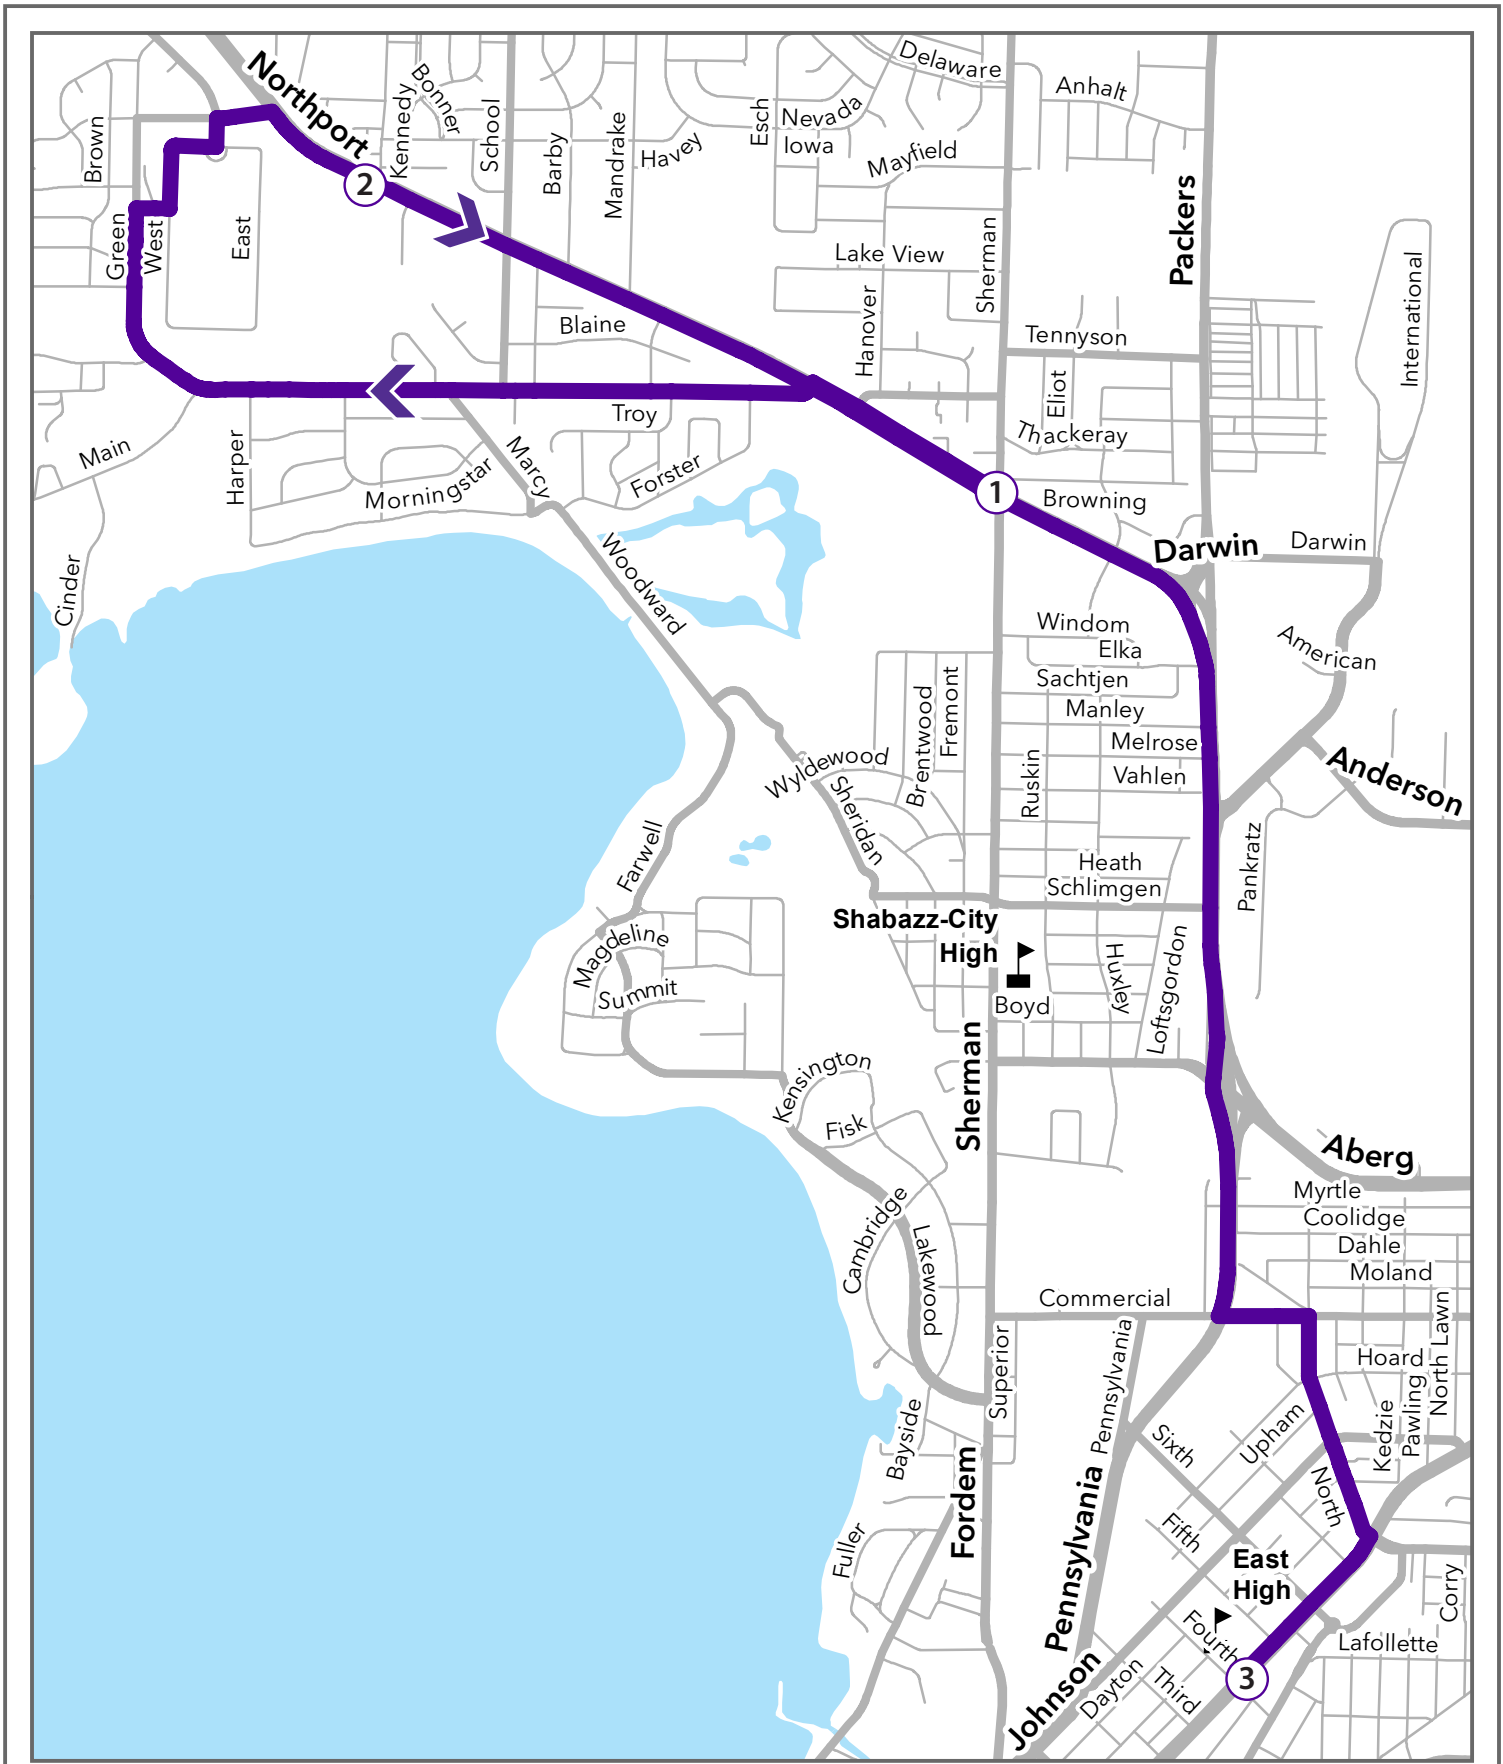 Northport
Bonner
Kennedy
School
Brown
Barby
Mandrake
Havey
Esch
Delaware
Nevada
Iowa
Mayfield
Anhalt
2
Green
West
East
Packers
Sherman
Lake View
International
Blaine
Hanover
Tennyson
Eliot
Troy
Thackeray
Main
Harper
Marcy
Morningstar
Forster
1
Browning
Darwin
Darwin
Cinder
Woodward
Windom
Elka
American
Sachtjen
Manley
Brentwood
Fremont
Melrose
Wyldewood
Vahlen
Ruskin
Anderson
Sheridan
Farwell
Pankratz
Heath
Schlimgen
Shabazz-City
High
Magdeline
Summit
Boyd
Huxley
Loftsgordon
Kensington
Sherman
Fisk
Aberg
Myrtle
Coolidge
Dahle
Moland
Cambridge
Lakewood
Commercial
Superior
Pennsylvania
North Lawn
Hoard
Pawling
Kedzie
Bayside
Sixth
Upham
North
Fordem
Pennsylvania
Fifth
Fuller
East
High
Corry
Fourth
Lafollette
3
Johnson
Dayton
Third